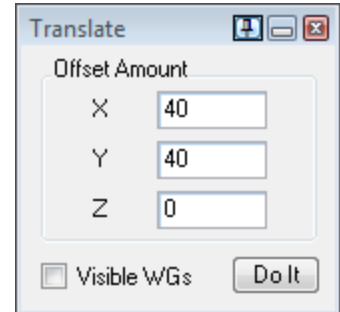 Translate
Offset Amount
X 40
Y 40
Z 0
Visible WGs Do It